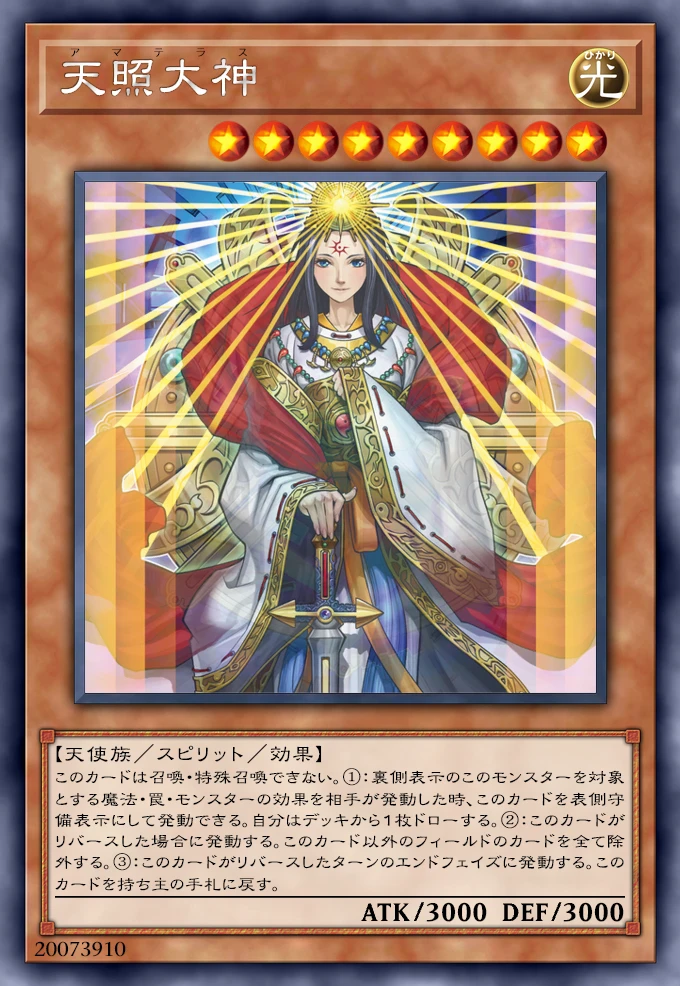 アマテラス
天照大神
ひかり
光
【天使族／スピリット／効果】
このカードは召喚・特殊召喚できない。①：裏側表示のこのモンスターを対象
とする魔法・罠・モンスターの効果を相手が発動した時、このカードを表側守
備表示にして発動できる。自分はデッキから１枚ドローする。②：このカードが
リバースした場合に発動する。このカード以外のフィールドのカードを全て除
外する。③：このカードがリバースしたターンのエンドフェイズに発動する。この
カードを持ち主の手札に戻す。
ATK/3000 DEF/3000
20073910